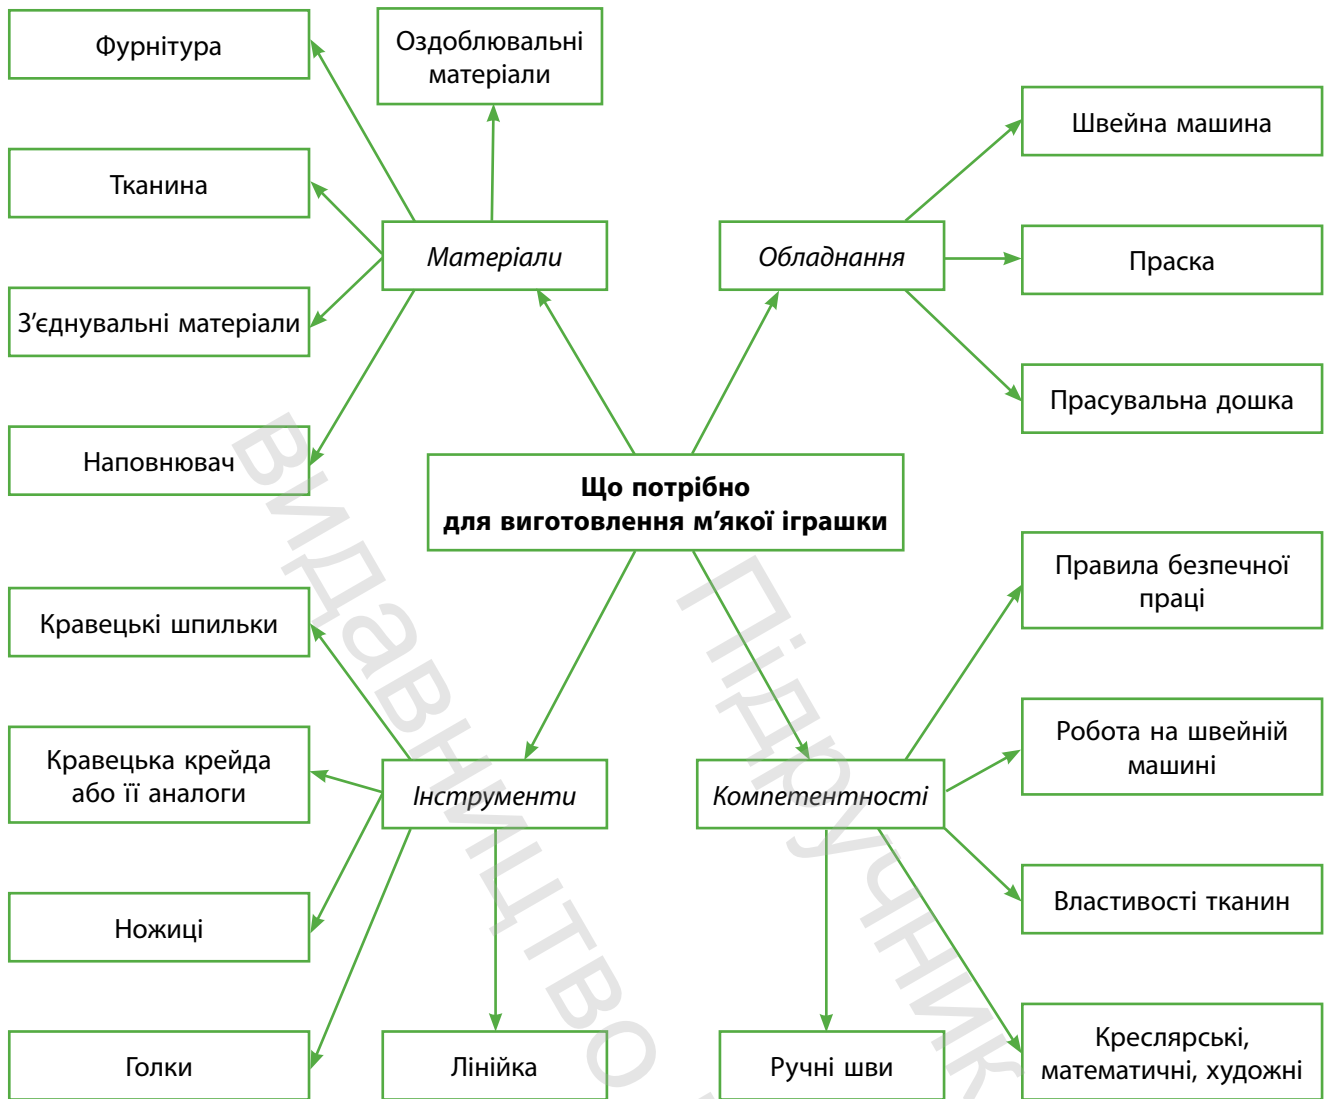 Фурнітура
Оздоблювальні
матеріали
Швейна машина
Тканина
Матеріали
Обладнання
Праска
З’єднувальні матеріали
Прасувальна дошка
Наповнювач
Що потрібно
для виготовлення м’якої іграшки
Правила безпечної
праці
Кравецькі шпильки
Робота на швейній
машині
Кравецька крейда
або її аналоги
Інструменти
Компетентності
Властивості тканин
Ножиці
Голки
Лінійка
Ручні шви
Креслярські,
математичні, художні
видавництво
Підручник